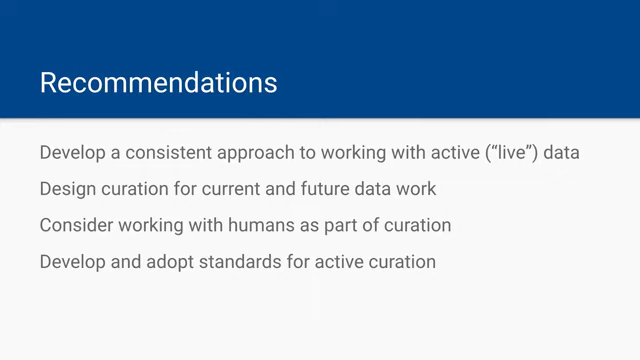 Recommendations
Develop a consistent approach to working with active (“live”) data
Design curation for current and future data work
Consider working with humans as part of curation
Develop and adopt standards for active curation